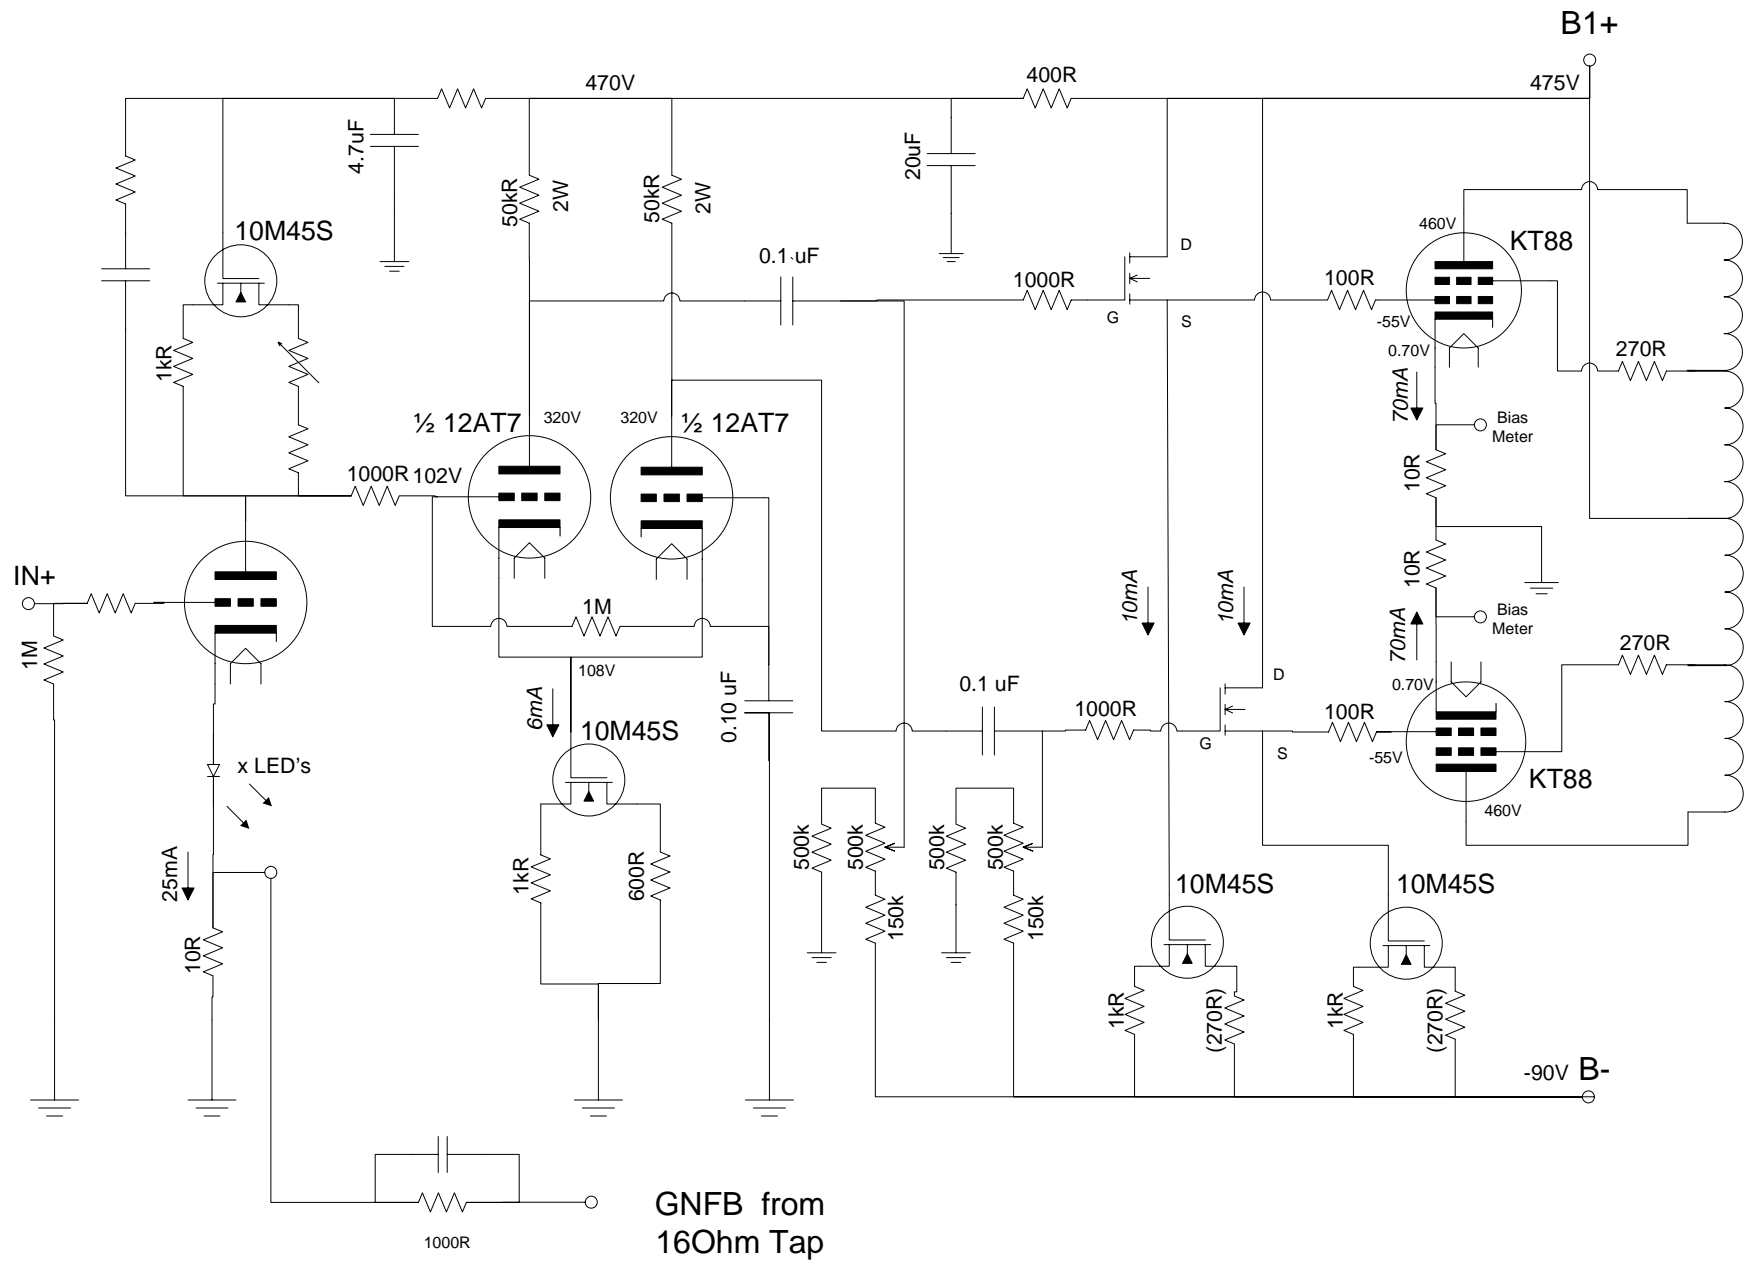 B1+
470V
400R
475V
4.7uF
20uF
50kR
2W
50kR
2W
10M45S
460V
KT88
D
0.1 uF
1000R
G
S
100R
-55V
0.70V
270R
1kR
70mA
Bias
Meter
½ 12AT7
320V
320V
½ 12AT7
1000R
102V
10R
IN+
10R
1M
1M
10mA
10mA
Bias
Meter
70mA
270R
108V
6mA
10M45S
0.10 uF
0.1 uF
1000R
D
G
S
100R
0.70V
-55V
KT88
460V
x LED's
25mA
10R
1kR
600R
500k
500k
150k
500k
500k
150k
10M45S
10M45S
1kR
(270R)
1kR
(270R)
-90V B-
1000R
GNFB from
16Ohm Tap